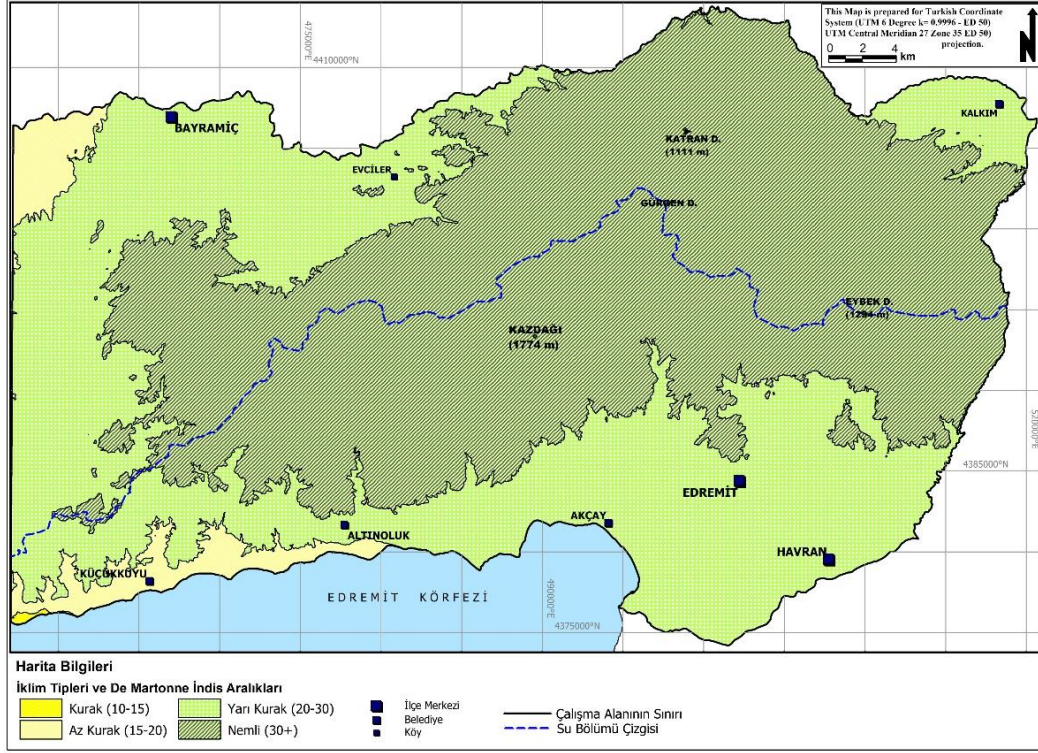 This Map is prepared for Turkish Coordinate
System (UTM 6 Degree k= 0.9996 - ED 50)
UTM Central Meridian 27 Zone 35 ED 50)
projection.
0 2 4
km
N
475000°E
4410000°N
BAYRAMİÇ
KALKIM
KATRAN D.
(1111 m)
EVCİLER
GÜRGEN D.
EYBEK D.
(1294 m)
KAZDAĞI
(1774 m)
520000°E
4385000°N
EDREMİT
AKÇAY
ALTINOLUK
HAVRAN
KÜÇÜKKUYU
EDREMİT KÖRFEZİ
490000°E
4375000°N
Harita Bilgileri
İklim Tipleri ve De Martonne İndis Aralıkları
Kurak (10-15)
Yarı Kurak (20-30)
İlçe Merkezi
Çalışma Alanının Sınırı
Az Kurak (15-20)
Nemli (30+)
Belediye
Su Bölümü Çizgisi
Köy